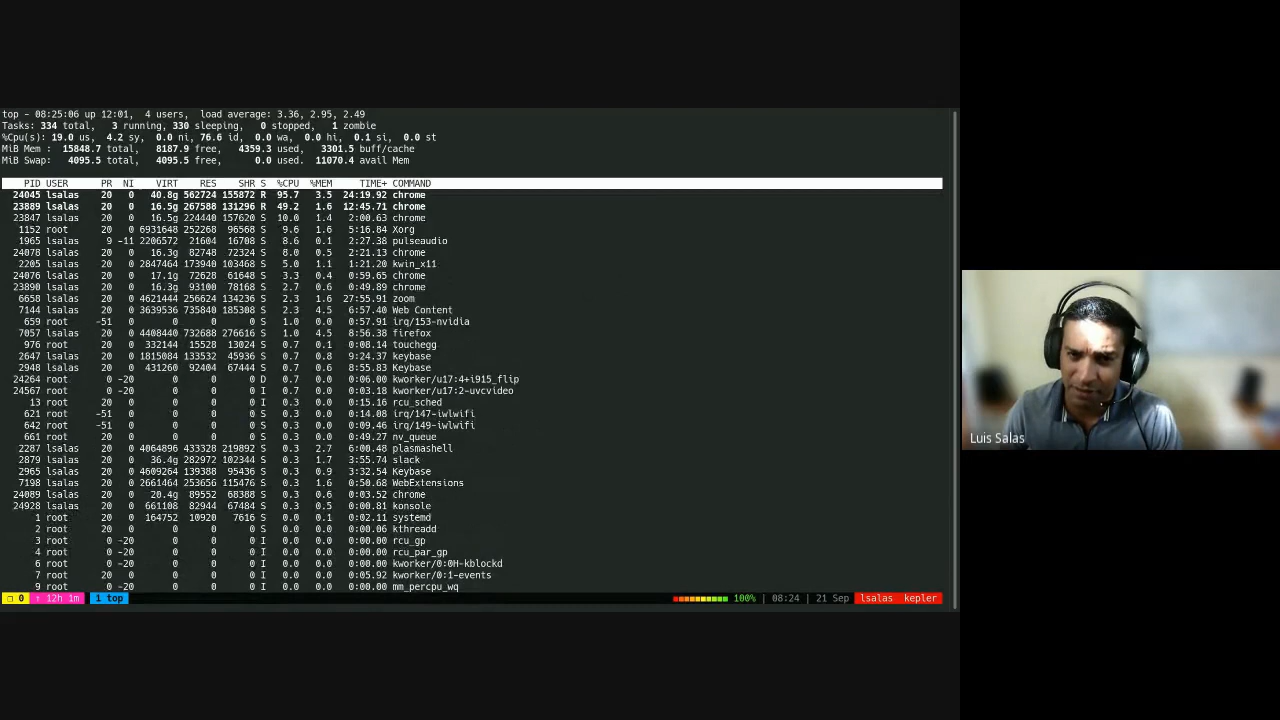 top - 08:25:06 up 12:01,  4 users,  load average: 3.36, 2.95, 2.49
Tasks: 334 total,   3 running, 330 sleeping,   0 stopped,   1 zombie
%Cpu(s): 19.0 us,  4.2 sy,  0.0 ni, 76.6 id,  0.0 wa,  0.0 hi,  0.1 si,  0.0 st
MiB Mem :  15848.7 total,   8187.9 free,   4359.3 used,   3301.5 buff/cache
MiB Swap:   4095.5 total,   4095.5 free,      0.0 used.  11070.4 avail Mem
PID USER PR NI VIRT RES SHR S %CPU %MEM TIME+ COMMAND
24045 lsalas 20 0 40.8g 562724 155872 R 95.7 3.5 24:19.92 chrome
23889 lsalas 20 0 16.5g 267588 131296 R 49.2 1.6 12:45.71 chrome
23847 lsalas 20 0 16.5g 224440 157620 S 10.0 1.4 2:00.63 chrome
1152 root 20 0 6931648 252268 96568 S 9.6 1.6 5:16.84 Xorg
1965 lsalas 9 -11 2206572 21604 16708 S 8.6 0.1 2:27.38 pulseaudio
24078 lsalas 20 0 16.3g 82748 72324 S 8.0 0.5 2:21.13 chrome
2205 lsalas 20 0 2847464 173940 103468 S 5.0 1.1 1:21.20 kwin_x11
24076 lsalas 20 0 17.1g 72628 61648 S 3.3 0.4 0:59.65 chrome
23890 lsalas 20 0 16.3g 93100 78168 S 2.7 0.6 0:49.89 chrome
6658 lsalas 20 0 4621444 256624 134236 S 2.3 1.6 27:55.91 zoom
7144 lsalas 20 0 3639536 735840 185308 S 2.3 4.5 6:57.40 Web Content
659 root -51 0 0 0 0 S 1.0 0.0 0:57.91 irq/153-nvidia
7057 lsalas 20 0 4408440 732688 276616 S 1.0 4.5 8:56.38 firefox
976 root 20 0 332144 15528 13024 S 0.7 0.1 0:08.14 touchegg
2647 lsalas 20 0 1815084 133532 45936 S 0.7 0.8 9:24.37 keybase
2948 lsalas 20 0 431260 92404 67444 S 0.7 0.6 8:55.83 Keybase
24264 root 0 -20 0 0 0 D 0.7 0.0 0:06.00 kworker/u17:4+i915_flip
24567 root 0 -20 0 0 0 I 0.7 0.0 0:03.18 kworker/u17:2-uvcvideo
13 root 20 0 0 0 0 I 0.3 0.0 0:15.16 rcu_sched
621 root -51 0 0 0 0 S 0.3 0.0 0:14.08 irq/147-iwlwifi
642 root -51 0 0 0 0 S 0.3 0.0 0:09.46 irq/149-iwlwifi
661 root 20 0 0 0 0 S 0.3 0.0 0:49.27 nv_queue
2287 lsalas 20 0 4064896 433328 219892 S 0.3 2.7 6:00.48 plasmashell
2879 lsalas 20 0 36.4g 282972 102344 S 0.3 1.7 3:55.74 slack
2965 lsalas 20 0 4609264 139388 95436 S 0.3 0.9 3:32.54 Keybase
7198 lsalas 20 0 2661464 253656 115476 S 0.3 1.6 0:50.68 WebExtensions
24089 lsalas 20 0 20.4g 89552 68388 S 0.3 0.6 0:03.52 chrome
24928 lsalas 20 0 661108 82944 67484 S 0.3 0.5 0:00.81 konsole
1 root 20 0 164752 10920 7616 S 0.0 0.1 0:02.11 systemd
2 root 20 0 0 0 0 S 0.0 0.0 0:00.06 kthreadd
3 root 0 -20 0 0 0 I 0.0 0.0 0:00.00 rcu_gp
4 root 0 -20 0 0 0 I 0.0 0.0 0:00.00 rcu_par_gp
6 root 0 -20 0 0 0 I 0.0 0.0 0:00.00 kworker/0:0H-kblockd
7 root 20 0 0 0 0 I 0.0 0.0 0:05.92 kworker/0:1-events
9 root 0 -20 0 0 0 I 0.0 0.0 0:00.00 mm_percpu_wq
❐ 0 ↑ 12h 1m 1 top 100% | 08:24 | 21 Sep lsalas kepler
Luis Salas